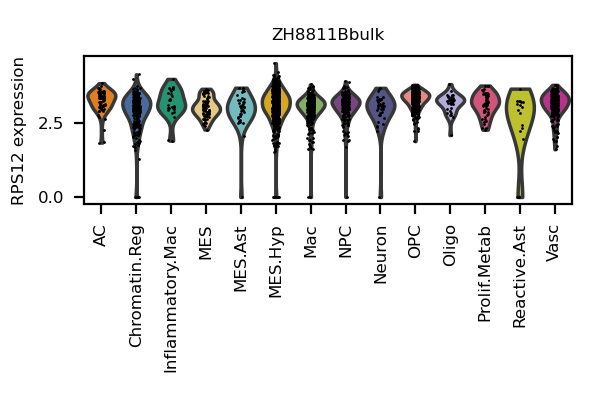 ZH8811Bbulk
RPS12 expression
2.5
0.0
AC
Chromatin.Reg
Inflammatory.Mac
MES
MES.Ast
MES.Hyp
Mac
NPC
Neuron
OPC
Oligo
Prolif.Metab
Reactive.Ast
Vasc